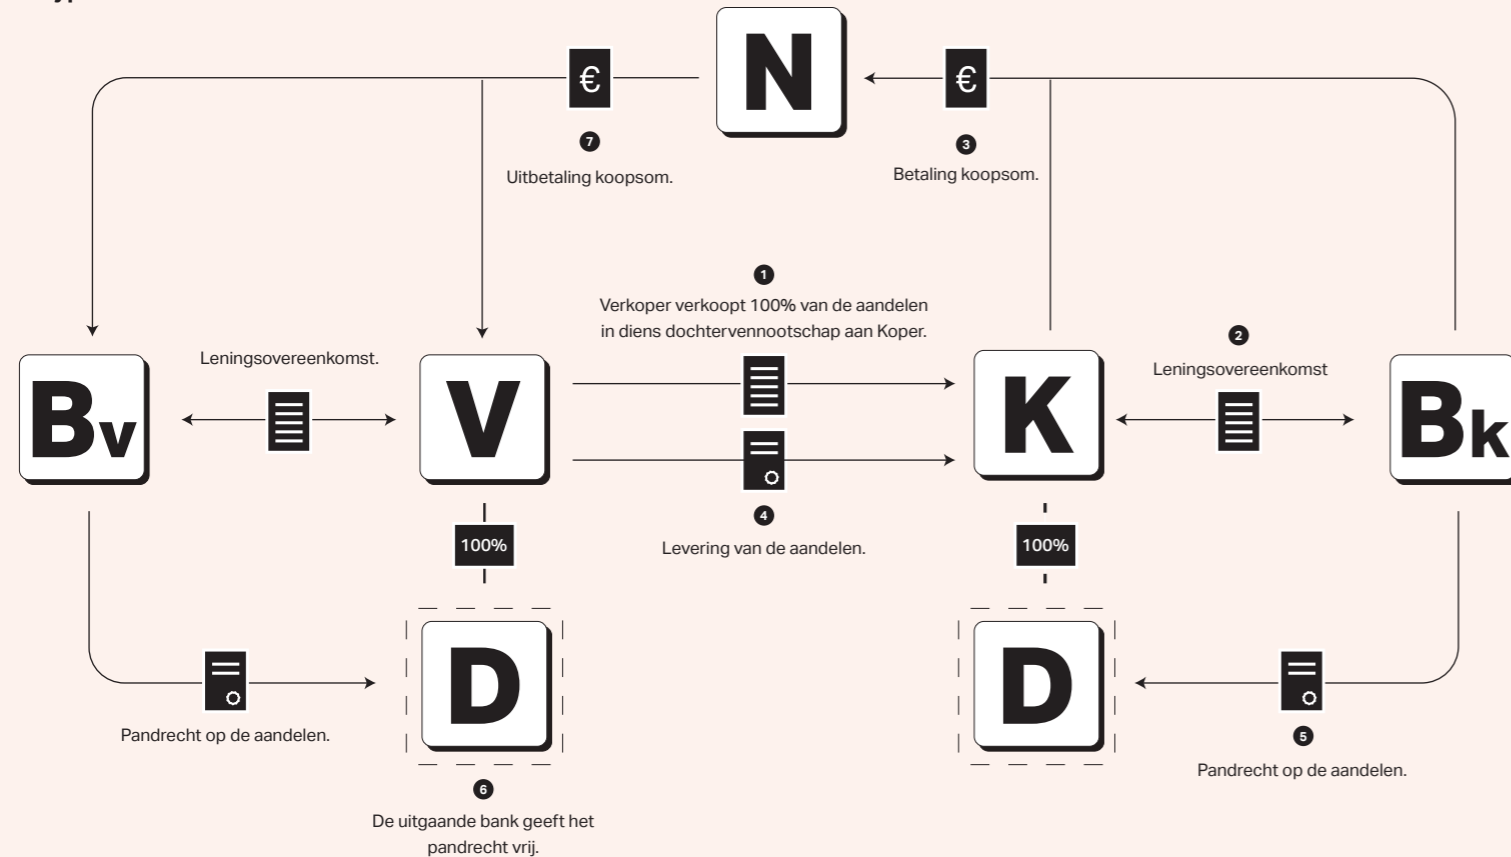 N
€
€
7
3
Uitbetaling koopsom.
Betaling koopsom.
1
Verkoper verkoopt 100% van de aandelen
in diens dochtervennootschap aan Koper.
2
Leningsovereenkomst.
Leningsovereenkomst
Bv
V
K
Bk
4
Levering van de aandelen.
100%
100%
D
D
Pandrecht op de aandelen.
5
Pandrecht op de aandelen.
6
De uitgaande bank geeft het
pandrecht vrij.